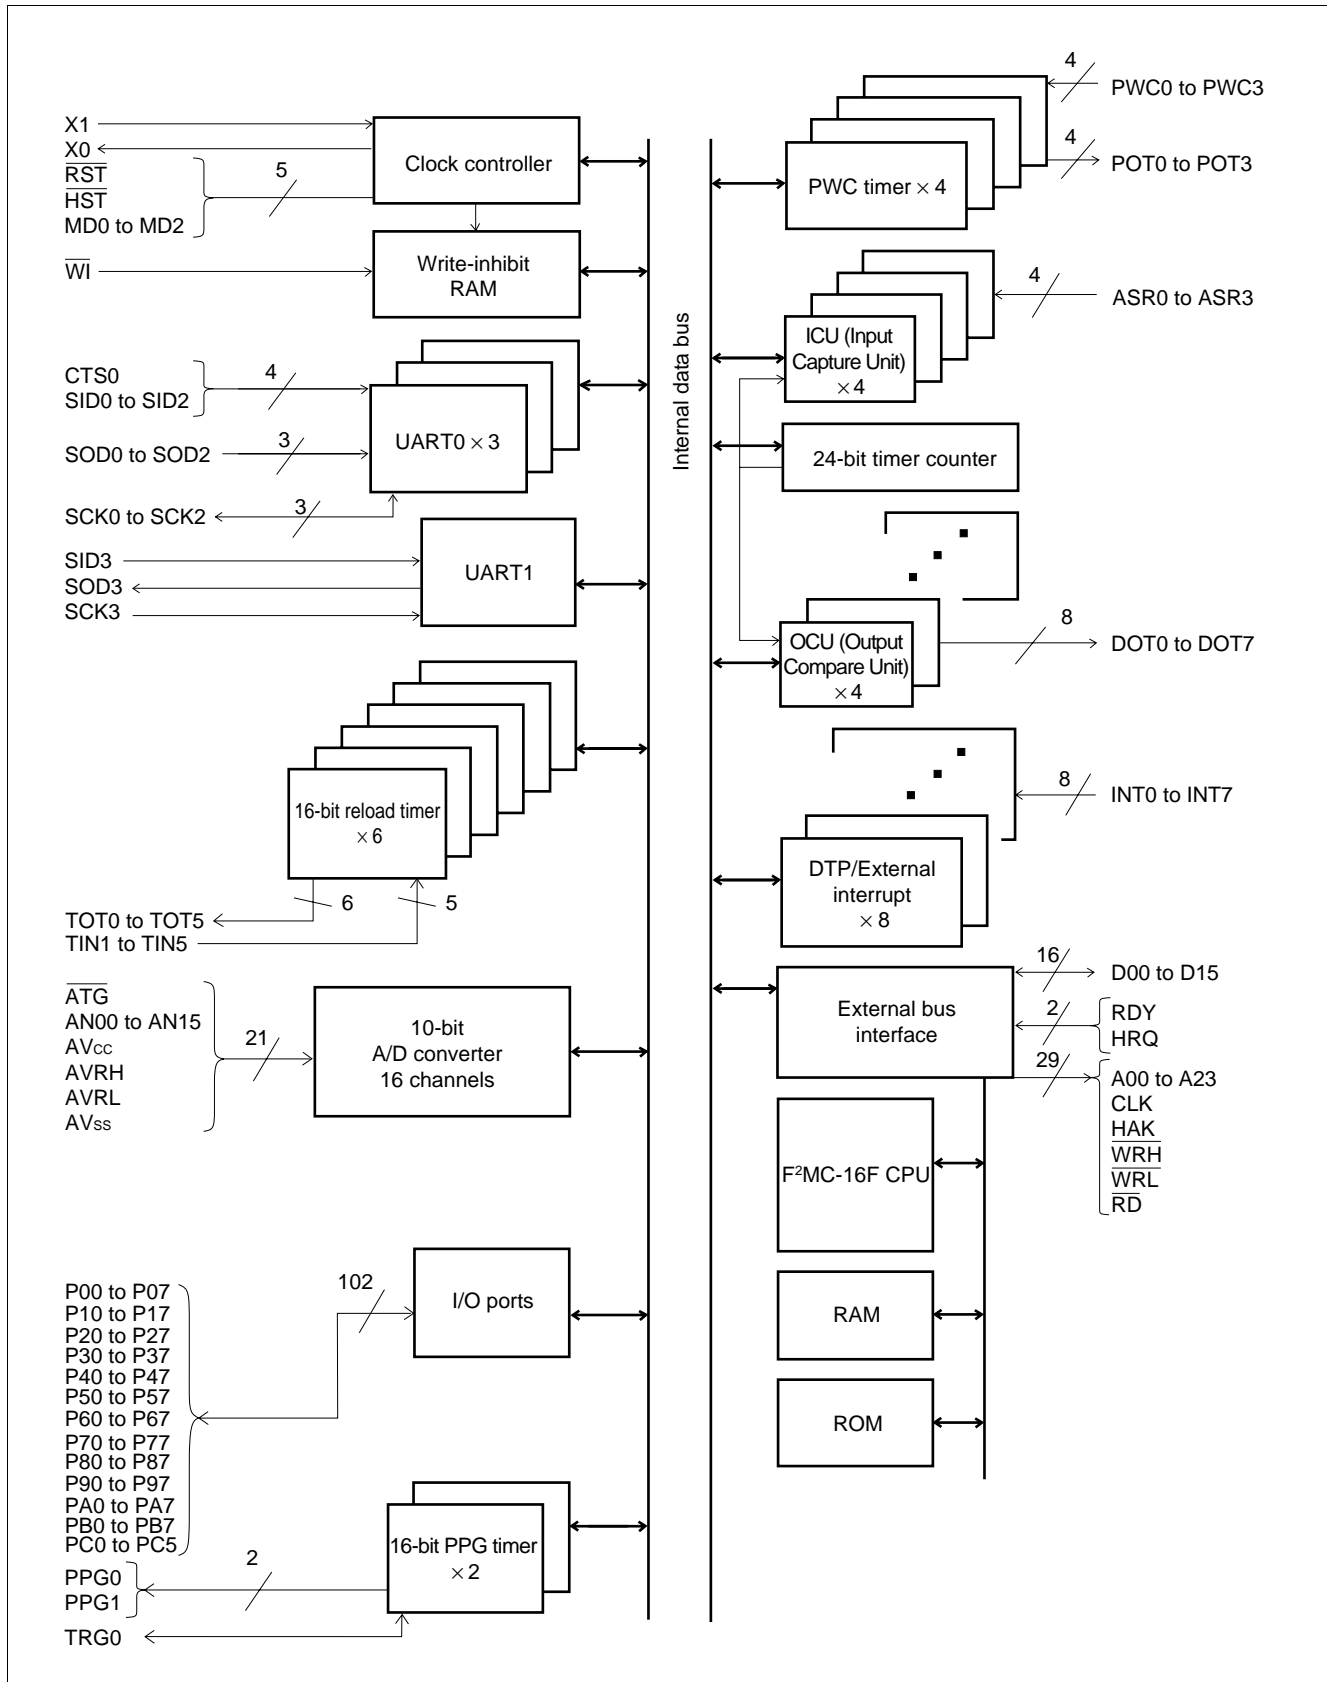 X1
X0
RST
HST
MD0 to MD2
5
Clock controller
WI
Write-inhibit
RAM
CTS0
SID0 to SID2
4
SOD0 to SOD2
3
UART0 × 3
SCK0 to SCK2
3
SID3
SOD3
SCK3
UART1
16-bit reload timer
× 6
6
5
TOT0 to TOT5
TIN1 to TIN5
ATG
AN00 to AN15
AVCC
AVRH
AVRL
AVSS
21
10-bit
A/D converter
16 channels
P00 to P07
P10 to P17
P20 to P27
P30 to P37
P40 to P47
P50 to P57
P60 to P67
P70 to P77
P80 to P87
P90 to P97
PA0 to PA7
PB0 to PB7
PC0 to PC5
102
I/O ports
PPG0
PPG1
2
16-bit PPG timer
× 2
TRG0
Internal data bus
4
PWC0 to PWC3
4
POT0 to POT3
PWC timer × 4
4
ASR0 to ASR3
ICU (Input
Capture Unit)
× 4
24-bit timer counter
8
DOT0 to DOT7
OCU (Output
Compare Unit)
× 4
8
INT0 to INT7
DTP/External
interrupt
× 8
16
D00 to D15
External bus
interface
2
RDY
HRQ
29
A00 to A23
CLK
HAK
WRH
WRL
RD
F²MC-16F CPU
RAM
ROM